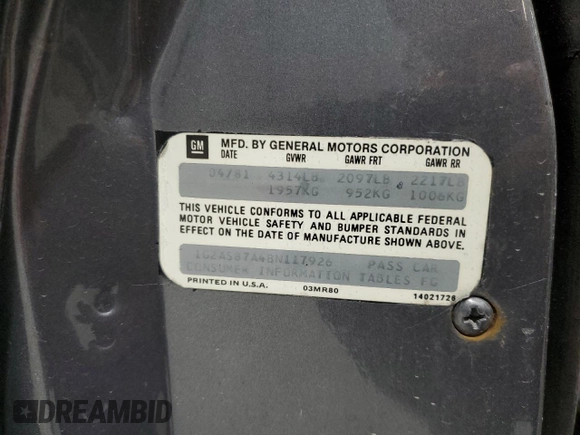 GM MFD. BY GENERAL MOTORS CORPORATION
DATE GVWR GAWR FRT GAWR RR
04/81 4314LB 2097LB & 2217LB
1957KG 952KG 1006KG
THIS VEHICLE CONFORMS TO ALL APPLICABLE FEDERAL
MOTOR VEHICLE SAFETY AND BUMPER STANDARDS IN
EFFECT ON THE DATE OF MANUFACTURE SHOWN ABOVE.
1G2AS87A4BN117926 PASS CAR
CONSUMER INFORMATION TABLES FG
PRINTED IN U.S.A. 03MR80 14021728
DREAMBID